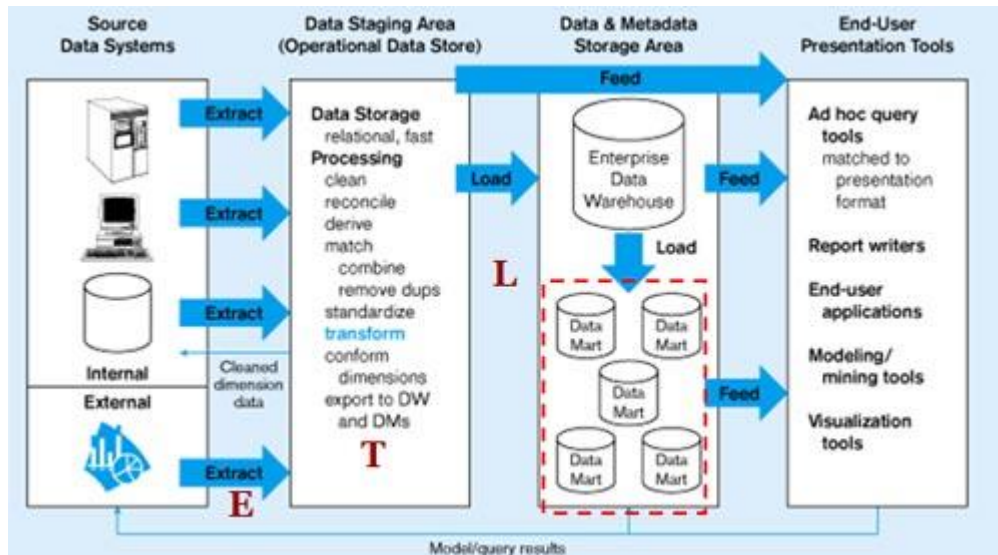 Source
Data Systems
Data Staging Area
(Operational Data Store)
Data & Metadata
Storage Area
End-User
Presentation Tools
Extract
Extract
Extract
Internal
External
Extract
E
Cleaned
dimension
data
Data Storage
relational, fast
Processing
clean
reconcile
derive
match
combine
remove dups
standardize
transform
conform
dimensions
export to DW
and DMs
T
Feed
Load
L
Enterprise
Data
Warehouse
Load
Data
Mart
Data
Mart
Data
Mart
Data
Mart
Data
Mart
Feed
Feed
Ad hoc query
tools
matched to
presentation
format
Report writers
End-user
applications
Modeling/
mining tools
Visualization
tools
Model/query results